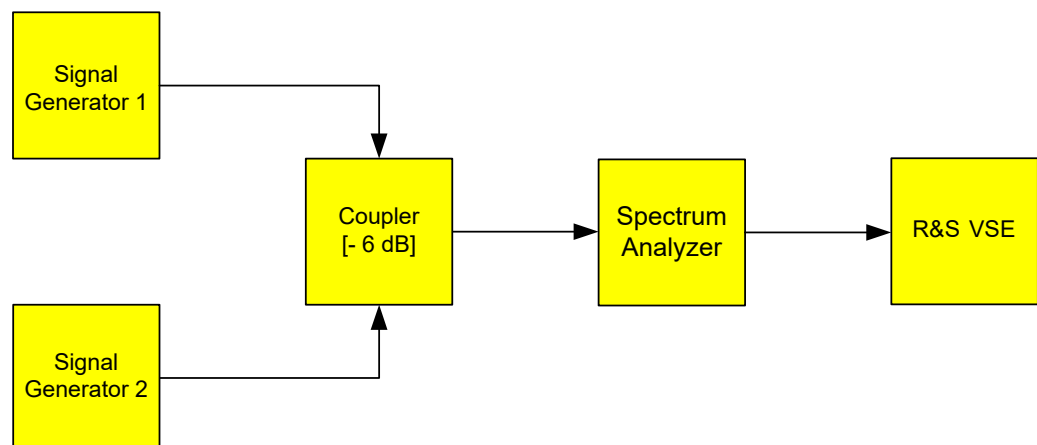 Signal
Generator 1
Coupler
[- 6 dB]
Spectrum
Analyzer
R&S VSE
Signal
Generator 2